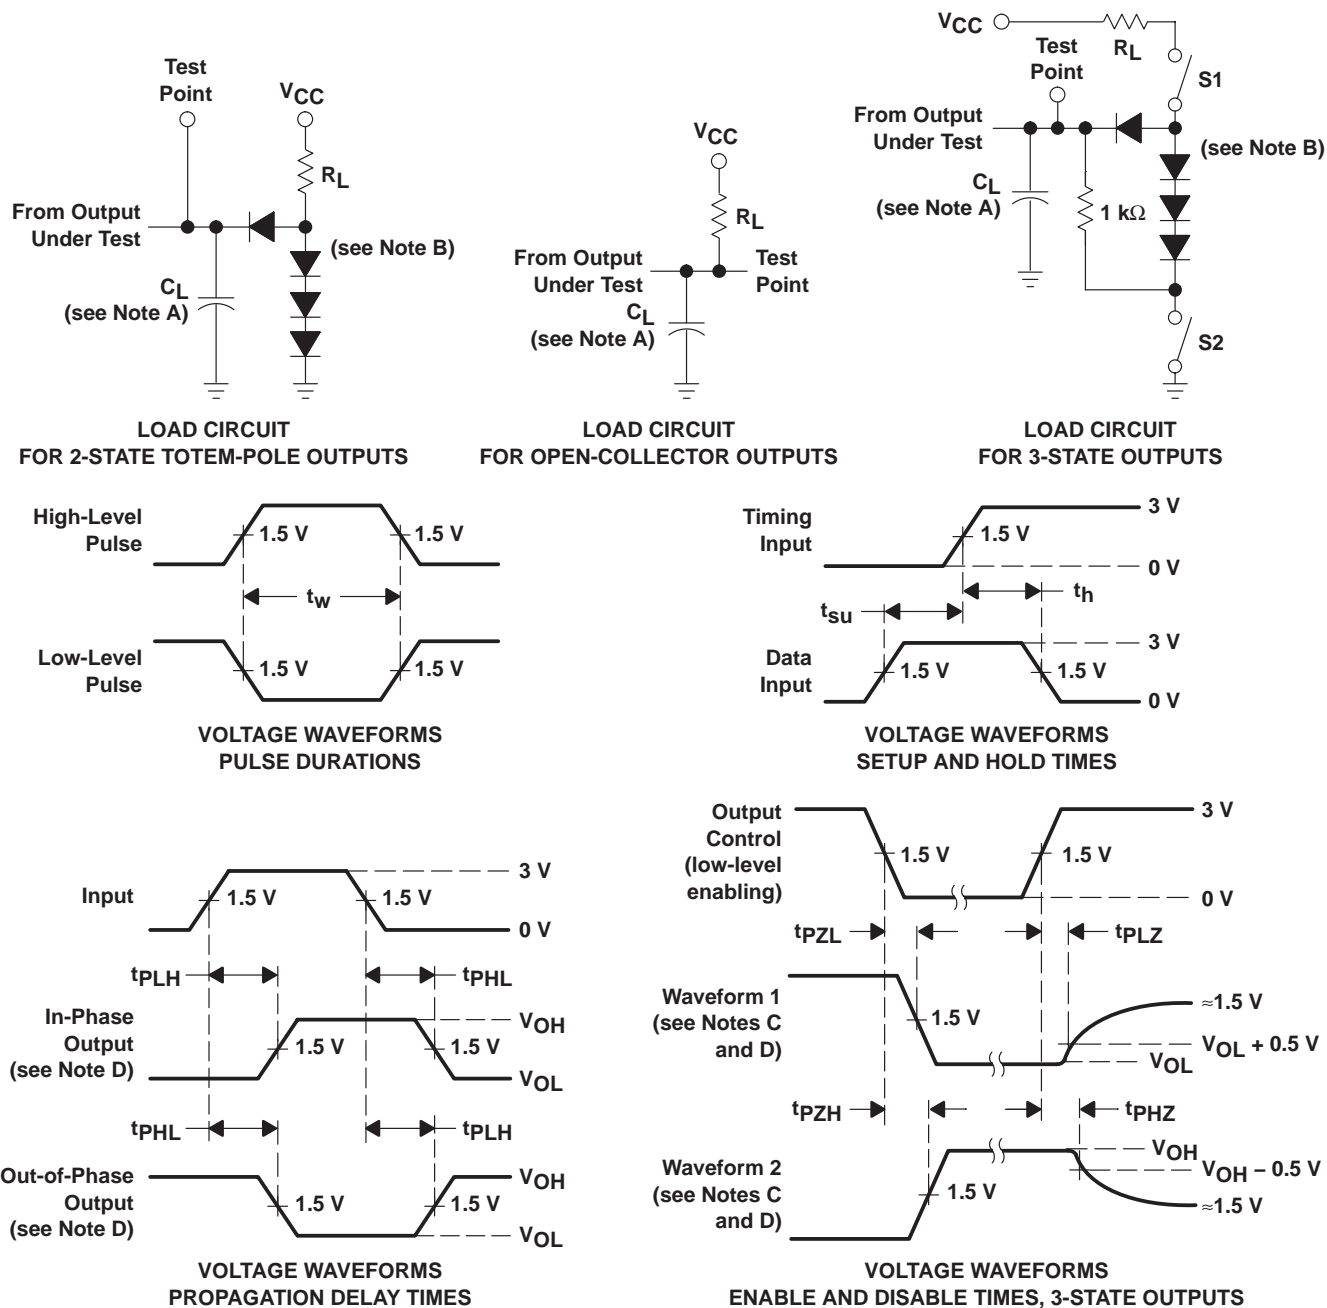 Test
Point
VCC
RL
From Output
Under Test
(see Note B)
CL
(see Note A)
LOAD CIRCUIT
FOR 2-STATE TOTEM-POLE OUTPUTS
VCC
RL
From Output
Under Test
Test
Point
CL
(see Note A)
LOAD CIRCUIT
FOR OPEN-COLLECTOR OUTPUTS
VCC
RL
Test
Point
S1
From Output
Under Test
(see Note B)
CL
(see Note A)
1 kΩ
S2
LOAD CIRCUIT
FOR 3-STATE OUTPUTS
High-Level
Pulse
1.5 V
1.5 V
tw
Low-Level
Pulse
1.5 V
1.5 V
VOLTAGE WAVEFORMS
PULSE DURATIONS
Timing
Input
1.5 V
3 V
0 V
th
tsu
Data
Input
1.5 V
1.5 V
3 V
0 V
VOLTAGE WAVEFORMS
SETUP AND HOLD TIMES
Input
1.5 V
1.5 V
3 V
0 V
tPLH
tPHL
In-Phase
Output
(see Note D)
1.5 V
1.5 V
VOH
VOL
tPHL
tPLH
Out-of-Phase
Output
(see Note D)
1.5 V
1.5 V
VOH
VOL
VOLTAGE WAVEFORMS
PROPAGATION DELAY TIMES
Output
Control
(low-level
enabling)
1.5 V
1.5 V
3 V
0 V
tPZL
tPLZ
Waveform 1
(see Notes C
and D)
1.5 V
≈1.5 V
VOL + 0.5 V
VOL
tPZH
tPHZ
Waveform 2
(see Notes C
and D)
1.5 V
VOH
VOH − 0.5 V
≈1.5 V
VOLTAGE WAVEFORMS
ENABLE AND DISABLE TIMES, 3-STATE OUTPUTS